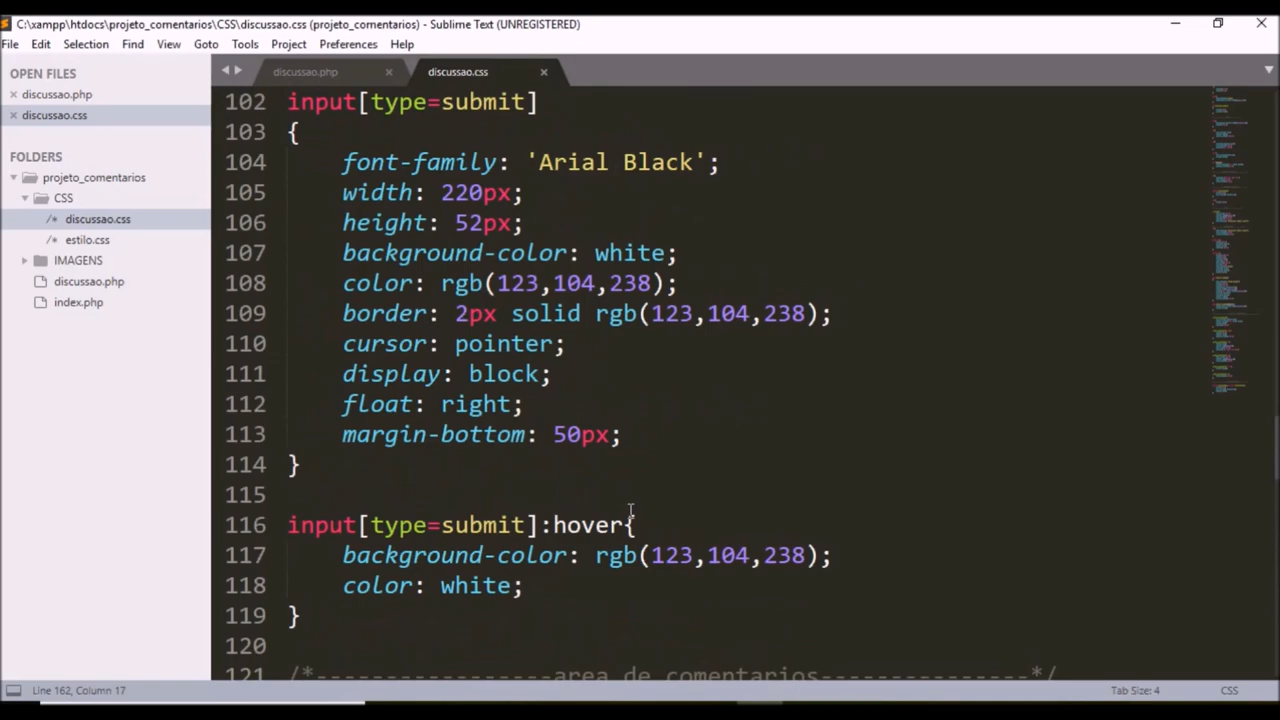 C:\xampp\htdocs\projeto_comentarios\CSS\discussao.css (projeto_comentarios) - Sublime Text (UNREGISTERED)
File Edit Selection Find View Goto Tools Project Preferences Help
OPEN FILES
discussao.php
discussao.css
FOLDERS
projeto_comentarios
CSS
/* discussao.css
/* estilo.css
IMAGENS
discussao.php
index.php
discussao.php discussao.css
102 input[type=submit]
103 {
104 font-family: 'Arial Black';
105 width: 220px;
106 height: 52px;
107 background-color: white;
108 color: rgb(123,104,238);
109 border: 2px solid rgb(123,104,238);
110 cursor: pointer;
111 display: block;
112 float: right;
113 margin-bottom: 50px;
114 }
115
116 input[type=submit]:hover{
117 background-color: rgb(123,104,238);
118 color: white;
119 }
120
121 /*-----------------area de comentarios---------------*/
Line 162, Column 17 Tab Size: 4 CSS